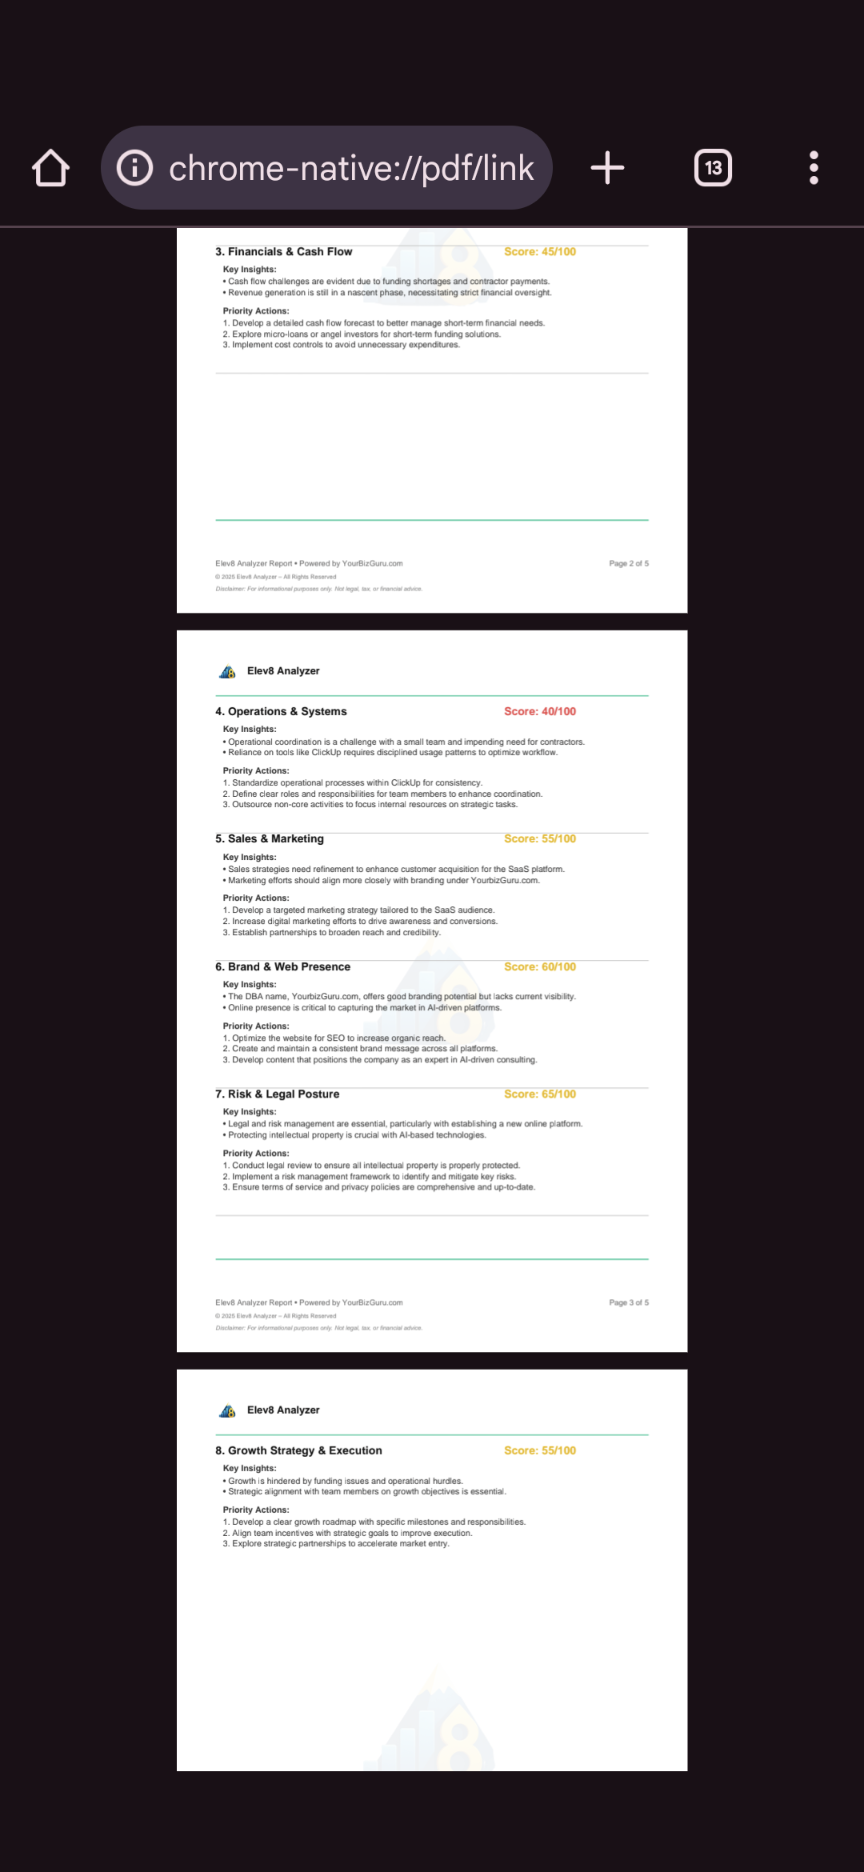 chrome-native://pdf/link
13
3. Financials & Cash Flow Score: 45/100
Key Insights:
• Cash flow challenges are evident due to funding shortages and contractor payments.
• Revenue generation is still in a nascent phase, necessitating strict financial oversight.
Priority Actions:
1. Develop a detailed cash flow forecast to better manage short-term financial needs.
2. Explore micro-loans or angel investors for short-term funding solutions.
3. Implement cost controls to avoid unnecessary expenditures.
8
Elev8 Analyzer Report • Powered by YourBizGuru.com Page 2 of 5
© 2025 Elev8 Analyzer – All Rights Reserved
Disclaimer: For informational purposes only. Not legal, tax, or financial advice.
8
Elev8 Analyzer
4. Operations & Systems Score: 40/100
Key Insights:
• Operational coordination is a challenge with a small team and impending need for contractors.
• Reliance on tools like ClickUp requires disciplined usage patterns to optimize workflow.
Priority Actions:
1. Standardize operational processes within ClickUp for consistency.
2. Define clear roles and responsibilities for team members to enhance coordination.
3. Outsource non-core activities to focus internal resources on strategic tasks.
5. Sales & Marketing Score: 55/100
Key Insights:
• Sales strategies need refinement to enhance customer acquisition for the SaaS platform.
• Marketing efforts should align more closely with branding under YourbizGuru.com.
Priority Actions:
1. Develop a targeted marketing strategy tailored to the SaaS audience.
2. Increase digital marketing efforts to drive awareness and conversions.
3. Establish partnerships to broaden reach and credibility.
6. Brand & Web Presence Score: 60/100
Key Insights:
• The DBA name, YourbizGuru.com, offers good branding potential but lacks current visibility.
• Online presence is critical to capturing the market in AI-driven platforms.
Priority Actions:
1. Optimize the website for SEO to increase organic reach.
2. Create and maintain a consistent brand message across all platforms.
3. Develop content that positions the company as an expert in AI-driven consulting.
8
7. Risk & Legal Posture Score: 65/100
Key Insights:
• Legal and risk management are essential, particularly with establishing a new online platform.
• Protecting intellectual property is crucial with AI-based technologies.
Priority Actions:
1. Conduct legal review to ensure all intellectual property is properly protected.
2. Implement a risk management framework to identify and mitigate key risks.
3. Ensure terms of service and privacy policies are comprehensive and up-to-date.
Elev8 Analyzer Report • Powered by YourBizGuru.com Page 3 of 5
© 2025 Elev8 Analyzer – All Rights Reserved
Disclaimer: For informational purposes only. Not legal, tax, or financial advice.
8
Elev8 Analyzer
8. Growth Strategy & Execution Score: 55/100
Key Insights:
• Growth is hindered by funding issues and operational hurdles.
• Strategic alignment with team members on growth objectives is essential.
Priority Actions:
1. Develop a clear growth roadmap with specific milestones and responsibilities.
2. Align team incentives with strategic goals to improve execution.
3. Explore strategic partnerships to accelerate market entry.
8